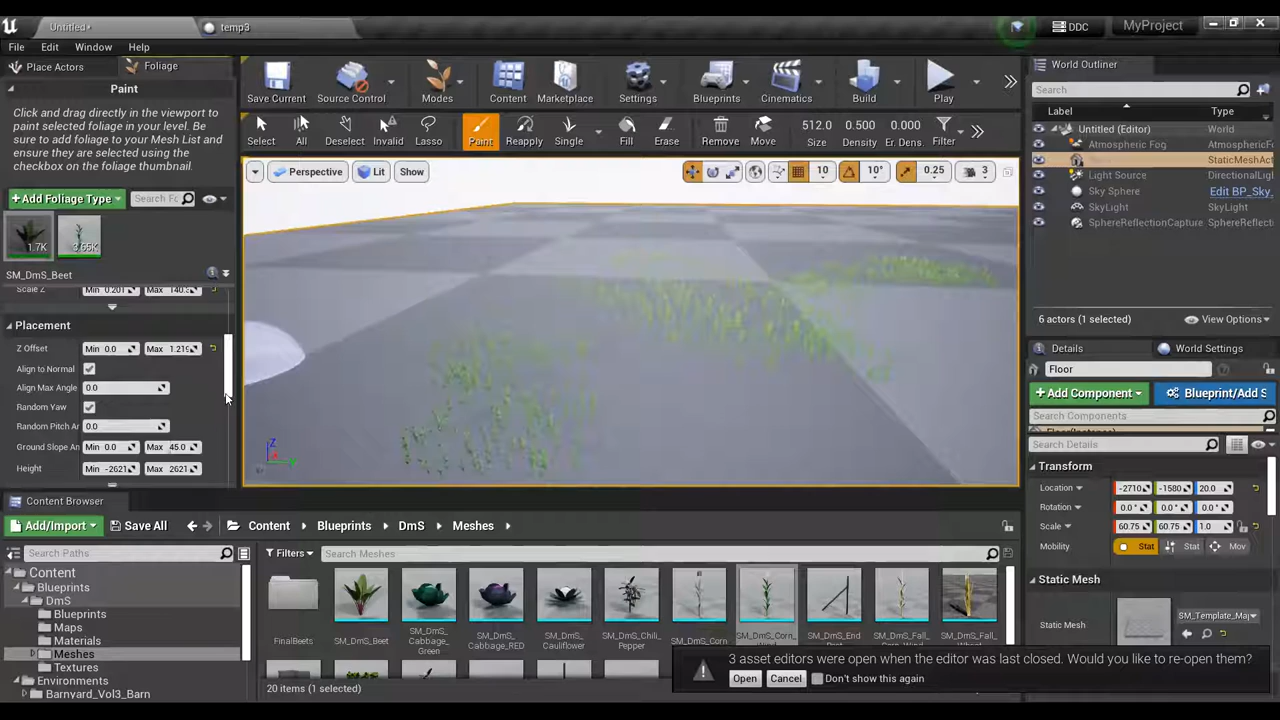 Untitled*
temp3
DDC
MyProject
File Edit Window Help
Place Actors
Foliage
Paint
Click and drag directly in the viewport to
paint selected foliage in your level. Be
sure to add foliage to your Mesh List and
ensure they are selected using the
checkbox on the foliage thumbnail.
Add Foliage Type
Search Fo
1.7K
3.65K
SM_DmS_Beet
Scale Z Min 0.201 Max 140.
Placement
Z Offset Min 0.0 Max 1.219
Align to Normal
Align Max Angle 0.0
Random Yaw
Random Pitch Ar 0.0
Ground Slope An Min 0.0 Max 45.0
Height Min -2621 Max 2621
Save Current Source Control Modes Content Marketplace Settings Blueprints Cinematics Build Play
Select All Deselect Invalid Lasso Paint Reapply Single Fill Erase Remove Move
512.0 0.500 0.000
Size Density Er. Dens. Filter
Perspective Lit Show
10 10° 0.25 3
Z
World Outliner
Search
Label Type
Untitled (Editor) World
Atmospheric Fog AtmosphericF
StaticMeshAct
Light Source DirectionalLigh
Sky Sphere Edit BP_Sky_
SkyLight SkyLight
SphereReflectionCapture SphereReflect
6 actors (1 selected) View Options
Details World Settings
Floor
Add Component Blueprint/Add S
Search Components
Search Details
Transform
Location -2710 -1580 20.0
Rotation 0.0° 0.0° 0.0°
Scale 60.75 60.75 1.0
Mobility Stat Stat Mov
Static Mesh
Static Mesh SM_Template_Map
Content Browser
Add/Import Save All Content Blueprints DmS Meshes
Search Paths
Filters Search Meshes
Content
Blueprints
DmS
Blueprints
Maps
Materials
Meshes
Textures
Environments
Barnyard_Vol3_Barn
FinalBeets
SM_DmS_Beet
SM_DmS_Cabbage_Green
SM_DmS_Cabbage_RED
SM_DmS_Cauliflower
SM_DmS_Chili_Pepper
SM_DmS_Corn
SM_DmS_Corn_
SM_DmS_End
SM_DmS_Fall_
SM_DmS_Fall_
20 items (1 selected)
3 asset editors were open when the editor was last closed. Would you like to re-open them?
Open Cancel Don't show this again